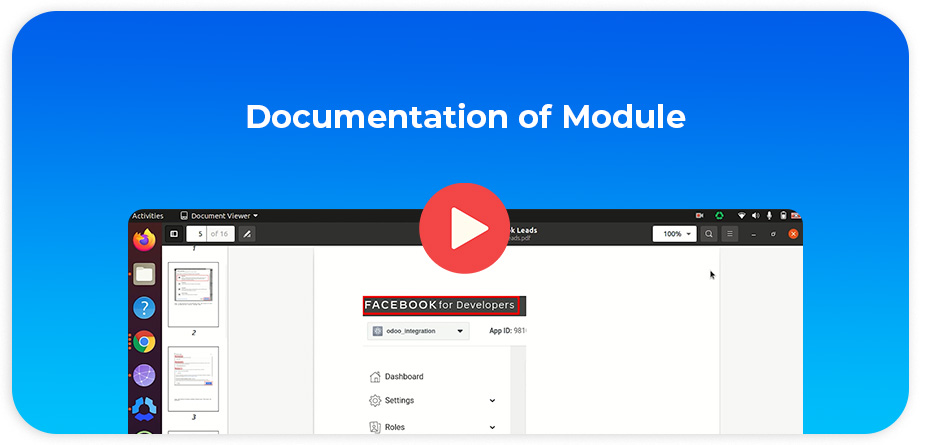 Documentation of Module
Activities
Document Viewer
5 of 16
k Leads
ads.pdf
100%
1
2
3
FACEBOOK for Developers
odoo_integration
App ID: 981
Dashboard
Settings
Roles